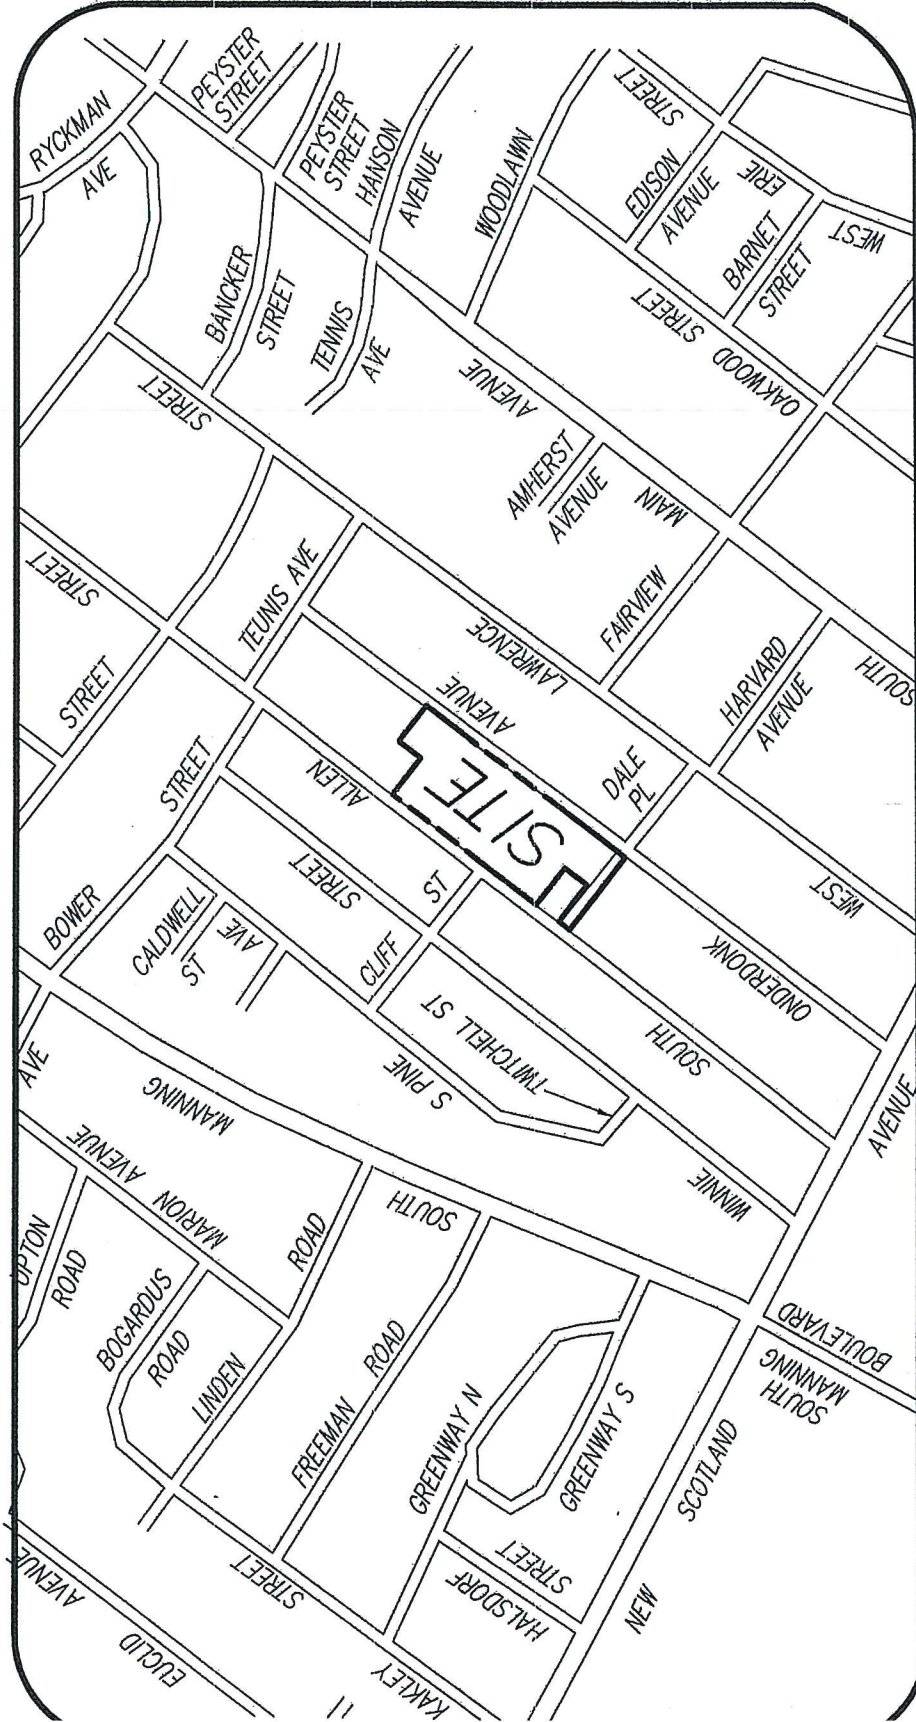 PEYSTER
STREET
RYCKMAN
AVE
PEYSTER
STREET
HANSON
AVENUE
WOODLAWN
STREET
EDISON
AVENUE
ERIE
BARNET
STREET
WEST
BANCKER
STREET
TENNIS
AVE
STREET
OAKWOOD
STREET
AVENUE
AMHERST
AVENUE
MAIN
STREET
TEUNIS AVE
LAWRENCE
FAIRVIEW
HARVARD
AVENUE
SOUTH
STREET
AVENUE
DALE
PL
STREET
ALLEN
SITE
WEST
STREET
ST
BOWER
CALDWELL
ST
AVE
CLIFF
ONDERDONK
TWITCHELL ST
SOUTH
AVE
S PINE
MANNING
AVENUE
AVENUE
MARION
WINNIE
SOUTH
UPTON
ROAD
ROAD
BOGARDUS
ROAD
LINDEN
FREEMAN
ROAD
BOULEVARD
SOUTH
MANNING
GREENWAY N
GREENWAY S
SCOTLAND
STREET
HALSDORF
NEW
STREET
AVENUE
EUCLID
KAKLEY